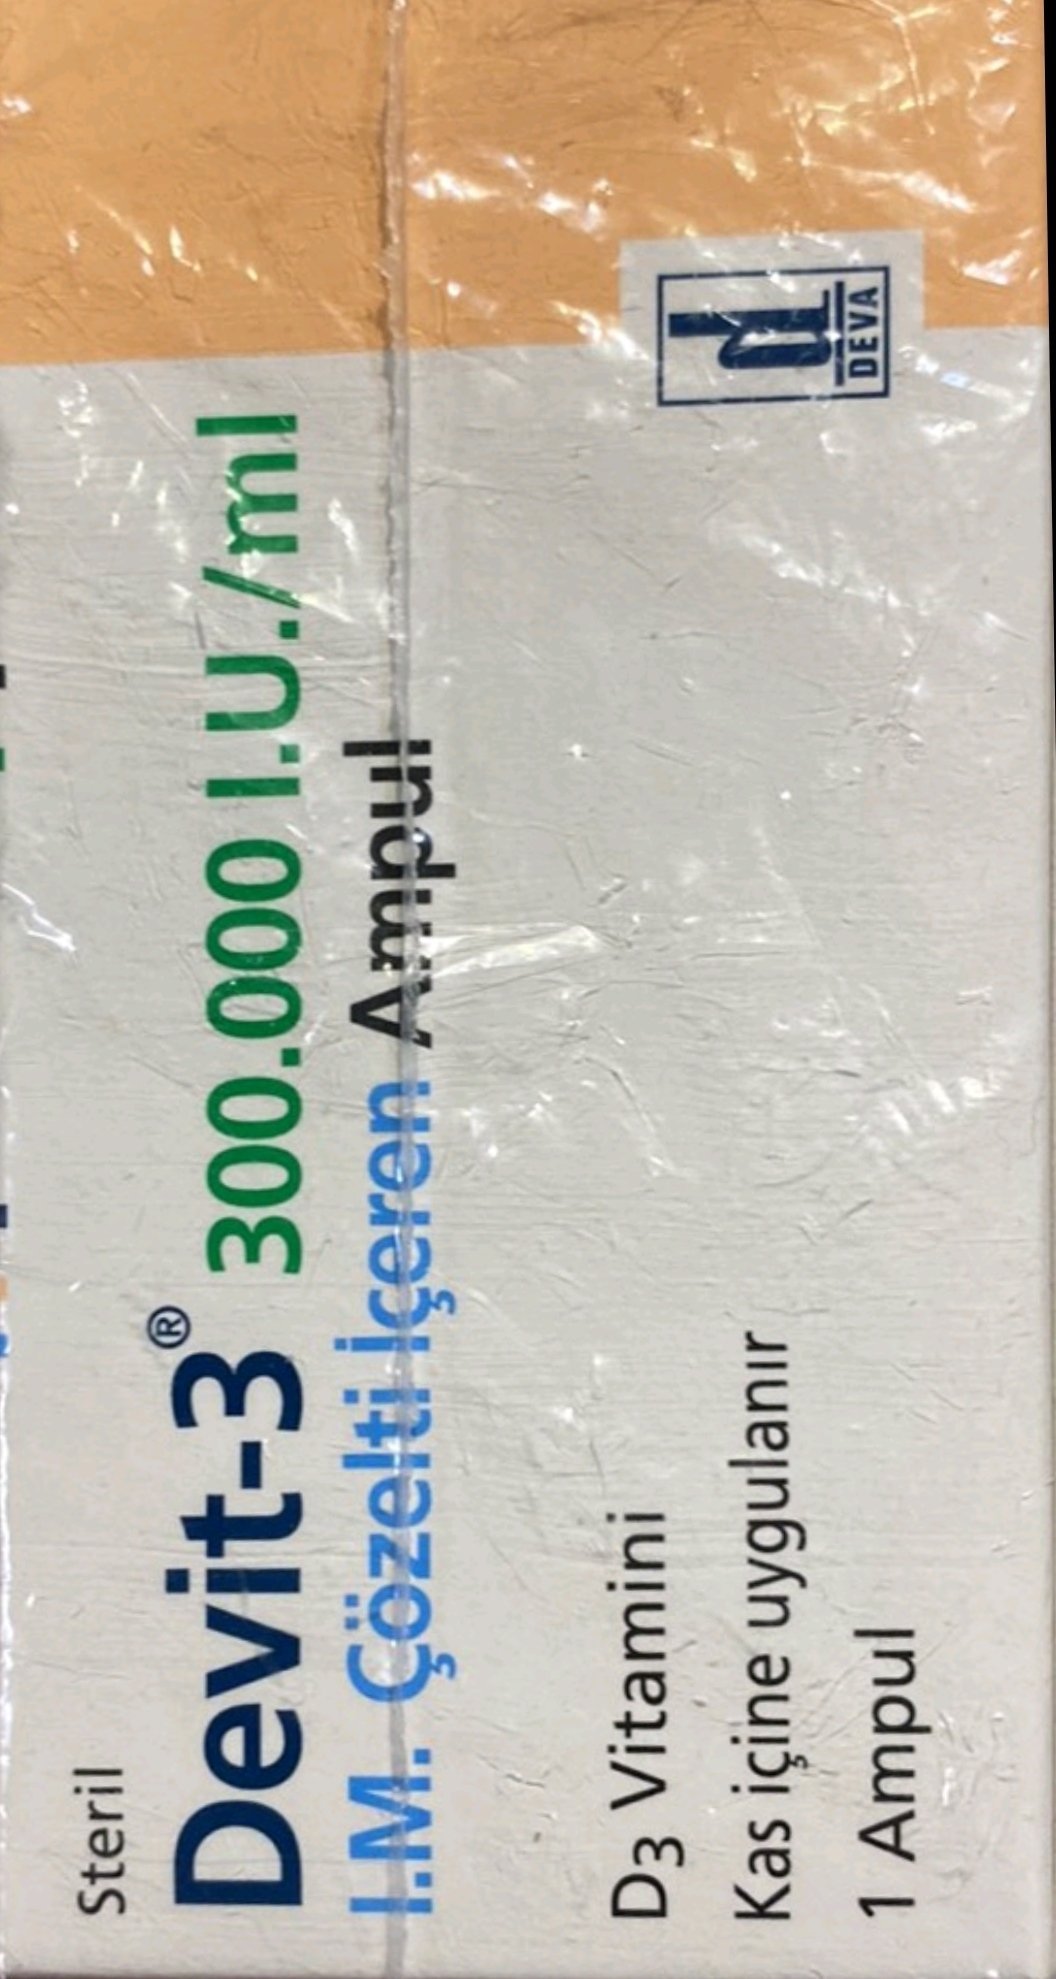 Steril
Devit-3® 300.000 I.U./ml
I.M. Çözelti İçeren Ampul
D3 Vitamini
Kas içine uygulanır
1 Ampul
DEVA